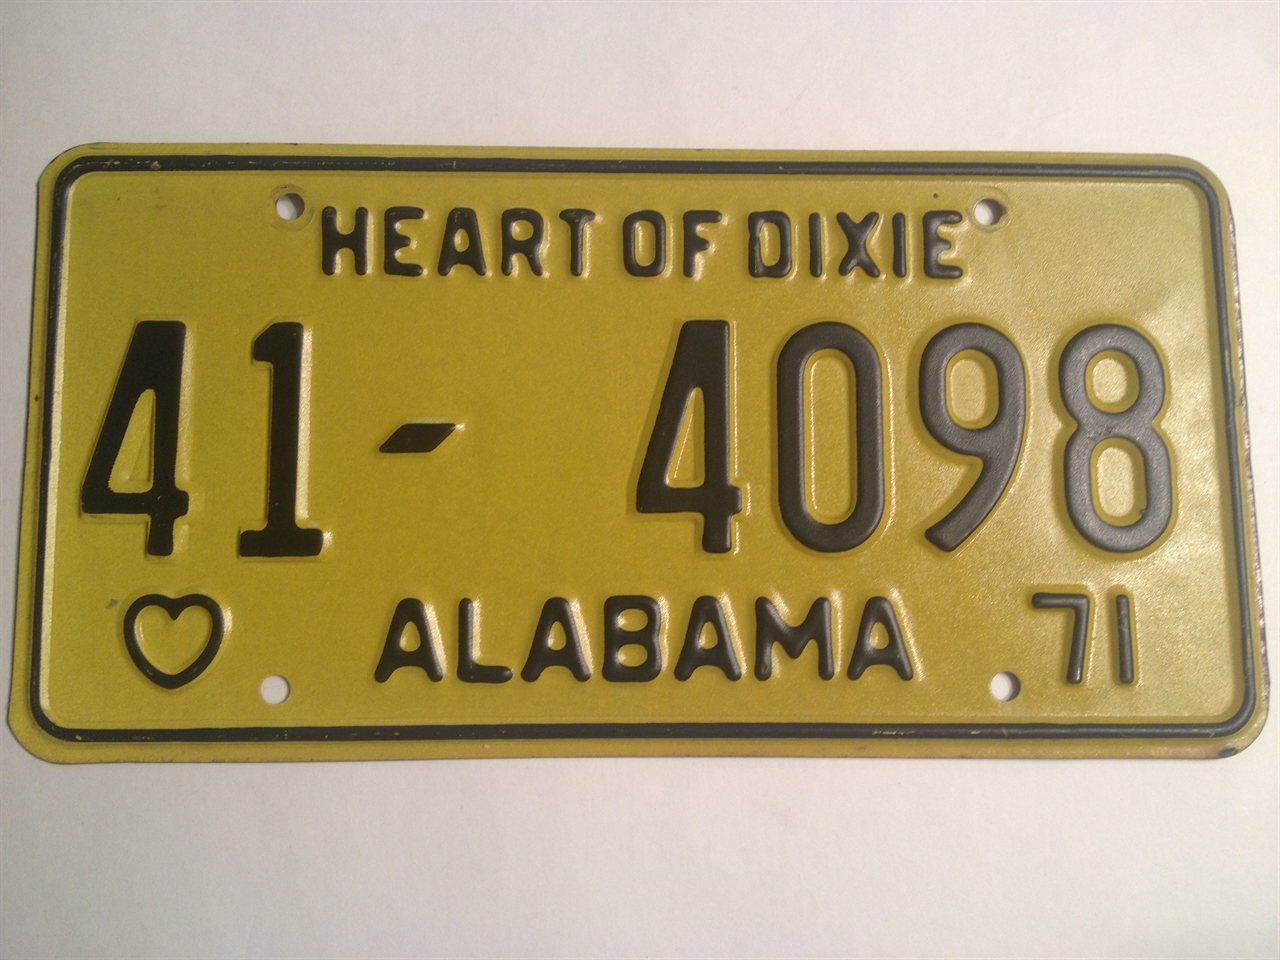 HEART OF DIXIE
41-4098
ALABAMA 71